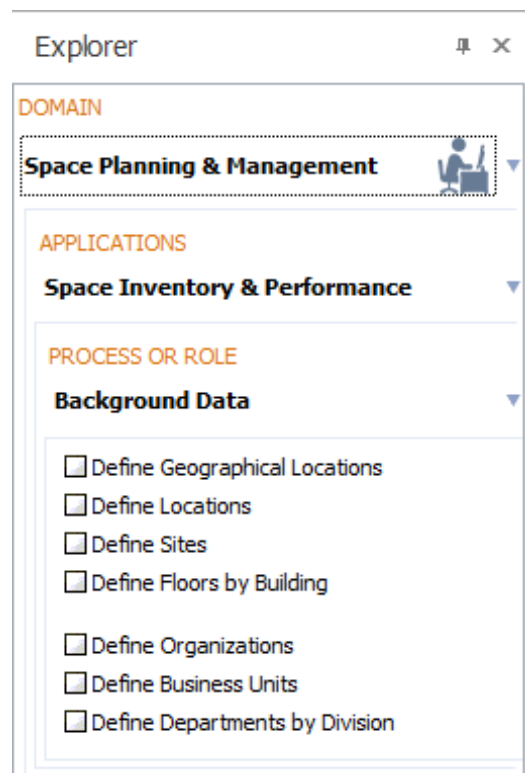 Explorer
DOMAIN
Space Planning & Management
APPLICATIONS
Space Inventory & Performance
PROCESS OR ROLE
Background Data
Define Geographical Locations
Define Locations
Define Sites
Define Floors by Building
Define Organizations
Define Business Units
Define Departments by Division